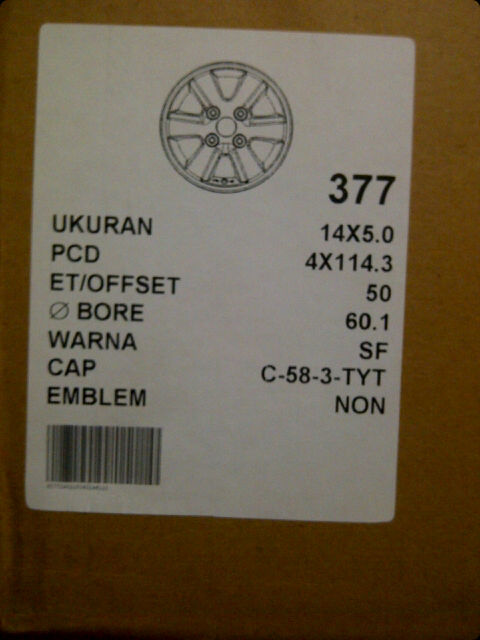 377
UKURAN 14X5.0
PCD 4X114.3
ET/OFFSET 50
Ø BORE 60.1
WARNA SF
CAP C-58-3-TYT
EMBLEM NON